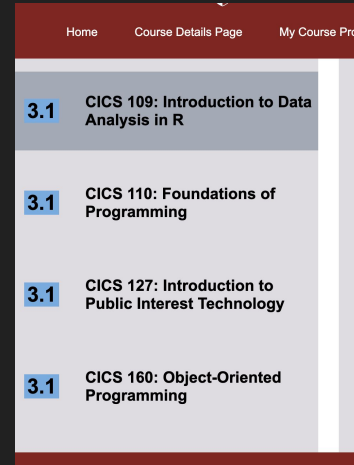 Home Course Details Page My Course Pro
3.1 CICS 109: Introduction to Data
Analysis in R
3.1 CICS 110: Foundations of
Programming
3.1 CICS 127: Introduction to
Public Interest Technology
3.1 CICS 160: Object-Oriented
Programming